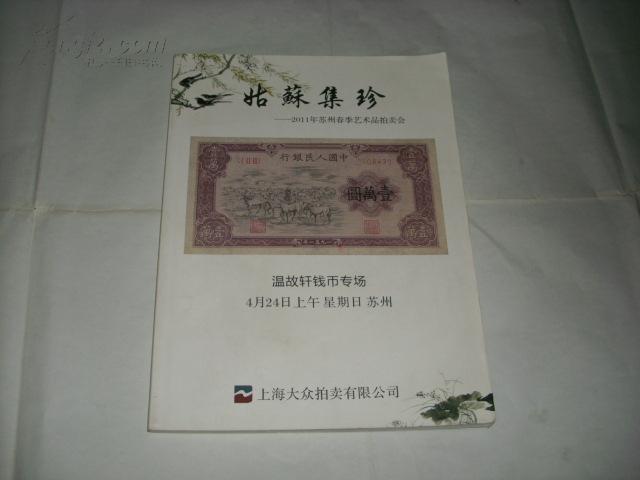 姑蘇集珍
——2011年苏州春季艺术品拍卖会
行銀民人國中
圓萬壹
温故轩钱币专场
4月24日上午 星期日 苏州
上海大众拍卖有限公司